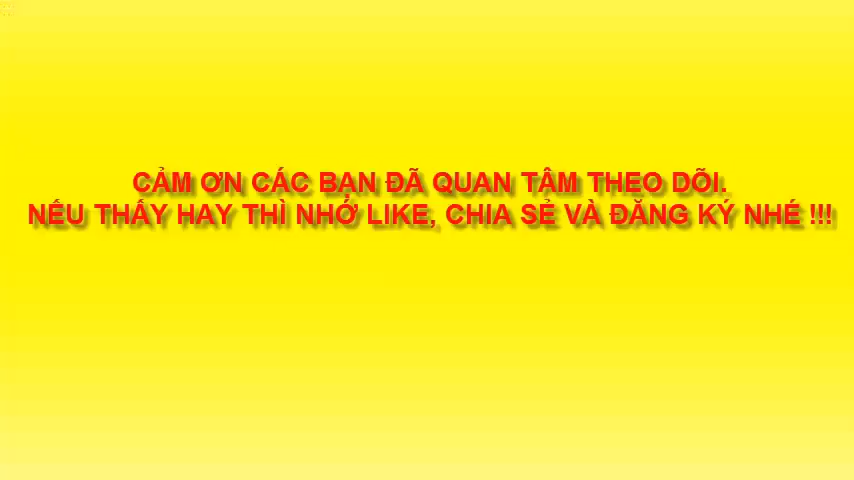 CẢM ƠN CÁC BẠN ĐÃ QUAN TÂM THEO DÕI.
NẾU THẤY HAY THÌ NHỚ LIKE, CHIA SẺ VÀ ĐĂNG KÝ NHÉ !!!